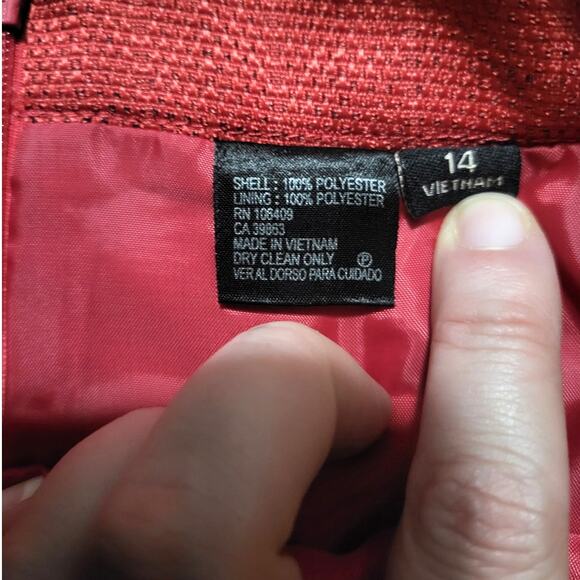 SHELL : 100% POLYESTER
LINING : 100% POLYESTER
RN 106409
CA 39863
MADE IN VIETNAM
DRY CLEAN ONLY Ⓟ
VER AL DORSO PARA CUIDADO
14
VIETNAM